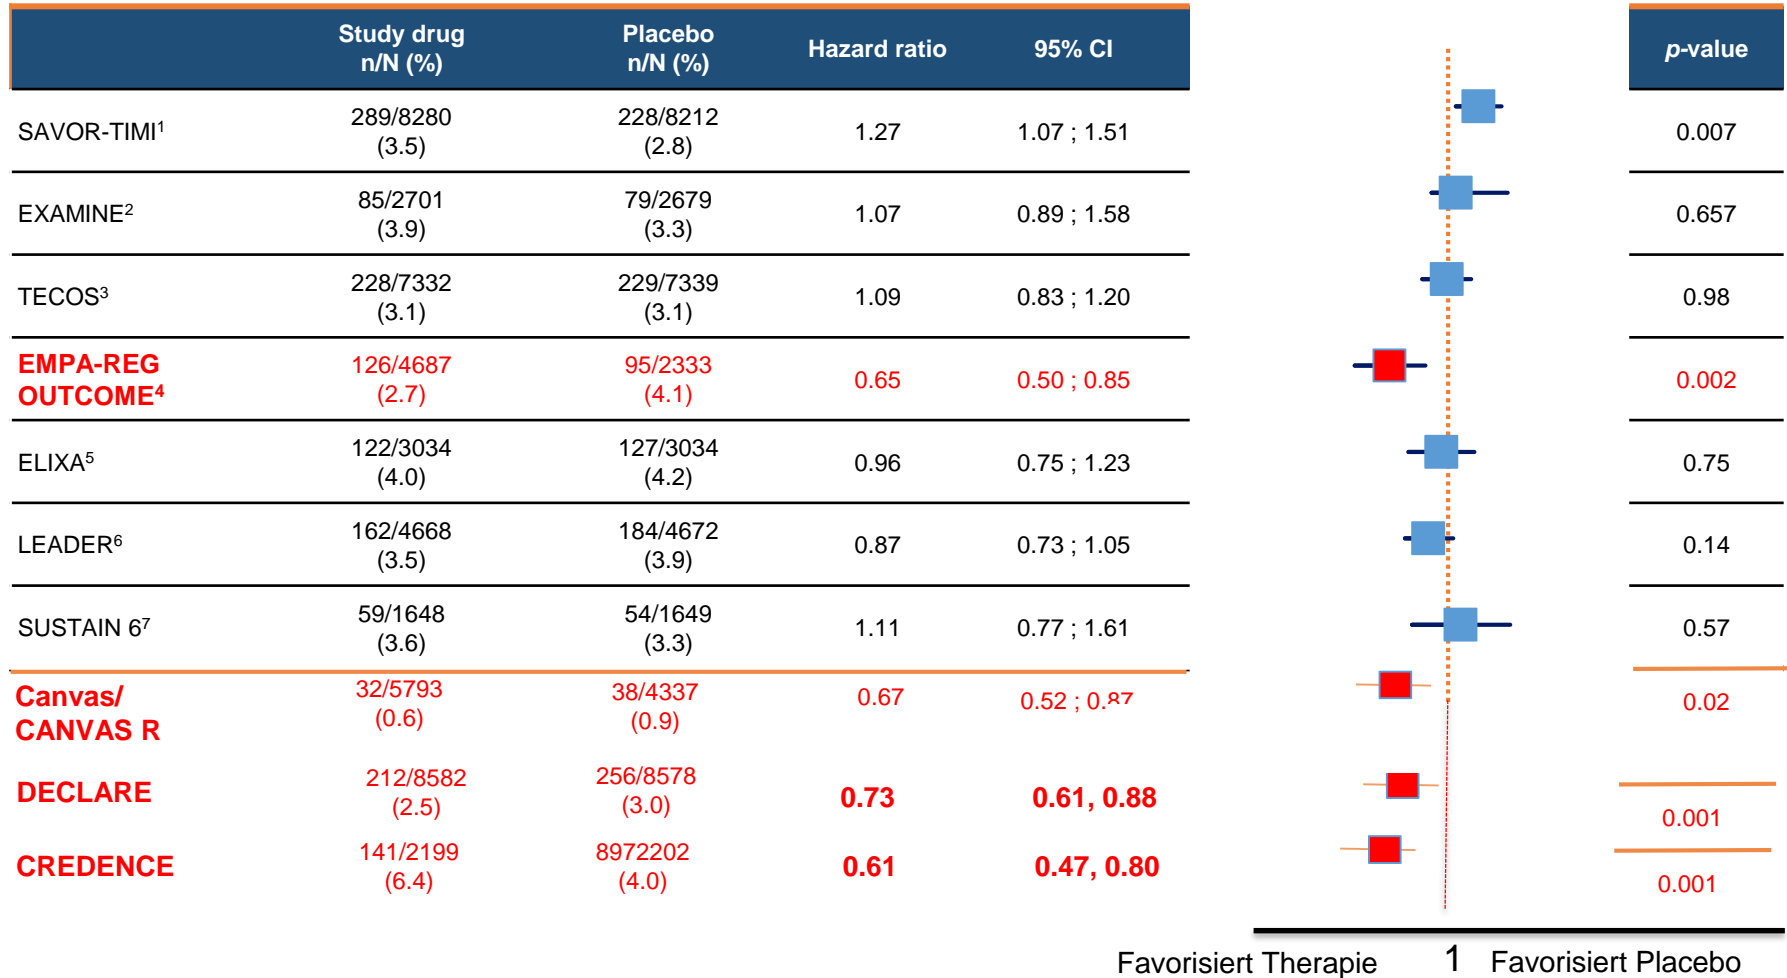 Study drug n/N (%) Placebo n/N (%) Hazard ratio 95% CI p-value
SAVOR-TIMI¹ 289/8280 (3.5) 228/8212 (2.8) 1.27 1.07 ; 1.51 0.007
EXAMINE² 85/2701 (3.9) 79/2679 (3.3) 1.07 0.89 ; 1.58 0.657
TECOS³ 228/7332 (3.1) 229/7339 (3.1) 1.09 0.83 ; 1.20 0.98
EMPA-REG OUTCOME⁴ 126/4687 (2.7) 95/2333 (4.1) 0.65 0.50 ; 0.85 0.002
ELIXA⁵ 122/3034 (4.0) 127/3034 (4.2) 0.96 0.75 ; 1.23 0.75
LEADER⁶ 162/4668 (3.5) 184/4672 (3.9) 0.87 0.73 ; 1.05 0.14
SUSTAIN 6⁷ 59/1648 (3.6) 54/1649 (3.3) 1.11 0.77 ; 1.61 0.57
Canvas/ CANVAS R 32/5793 (0.6) 38/4337 (0.9) 0.67 0.52 ; 0.87 0.02
DECLARE 212/8582 (2.5) 256/8578 (3.0) 0.73 0.61, 0.88 0.001
CREDENCE 141/2199 (6.4) 8972202 (4.0) 0.61 0.47, 0.80 0.001
Favorisiert Therapie 1 Favorisiert Placebo